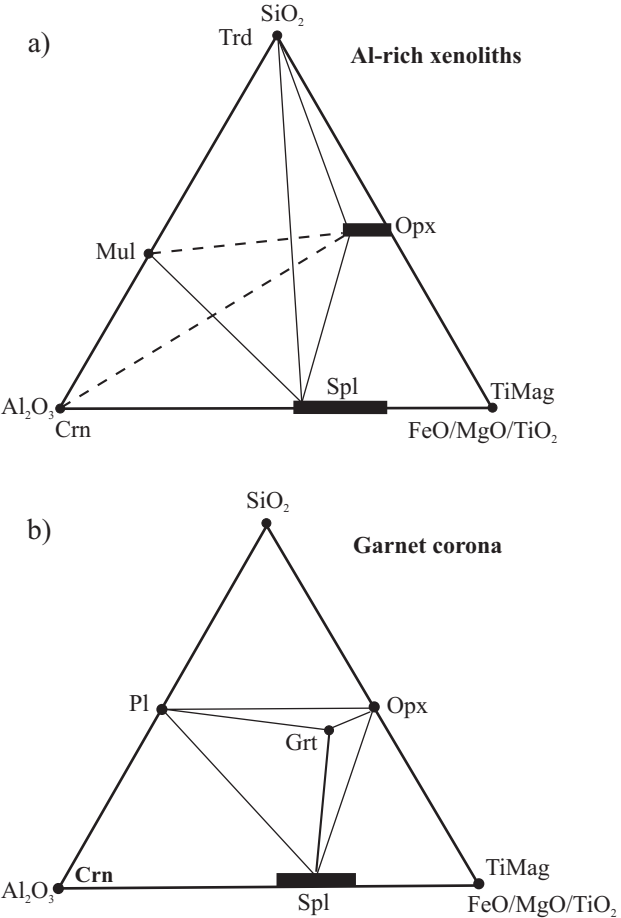 a)
SiO₂
Trd
Al-rich xenoliths
Opx
Mul
Spl
TiMag
Al₂O₃
Crn
FeO/MgO/TiO₂
b)
SiO₂
Garnet corona
Pl
Opx
Grt
Crn
TiMag
Al₂O₃
Spl
FeO/MgO/TiO₂